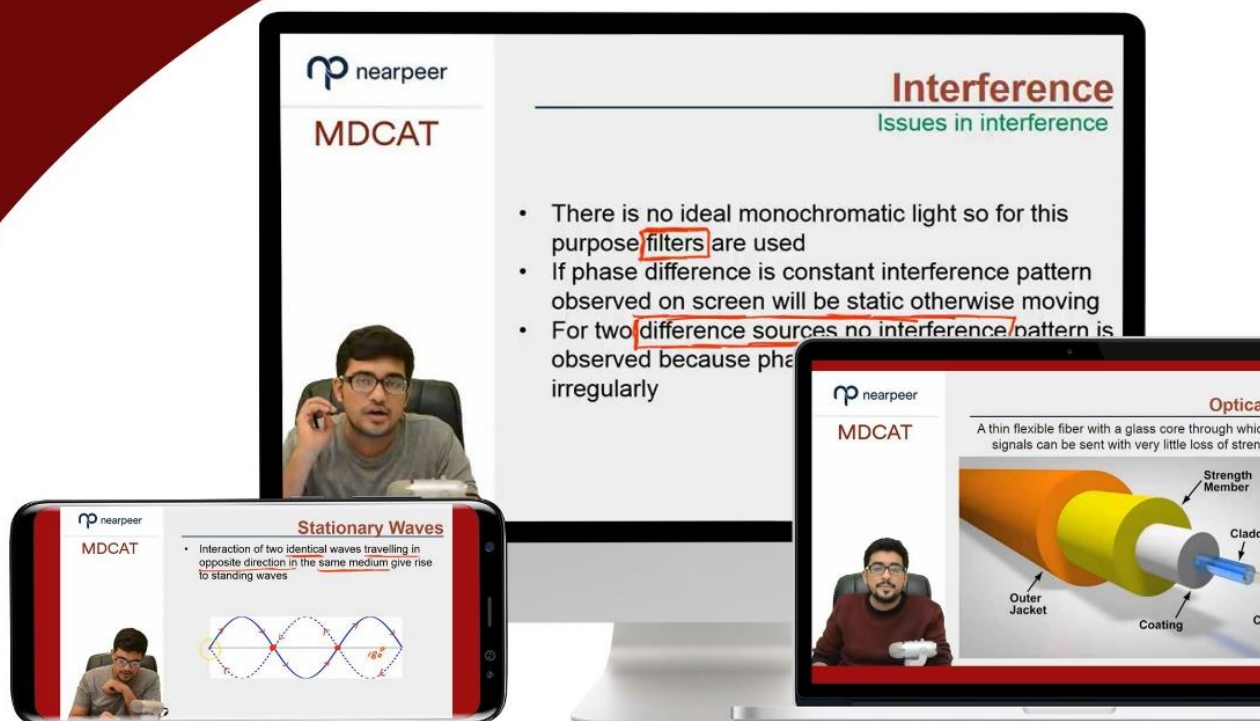 nearpeer
MDCAT
Interference
Issues in interference
• There is no ideal monochromatic light so for this
purpose filters are used
• If phase difference is constant interference pattern
observed on screen will be static otherwise moving
• For two difference sources no interference pattern is
observed because
irregularly
nearpeer
MDCAT
Stationary Waves
• Interaction of two identical waves travelling in
opposite direction in the same medium give rise
to standing waves
180°
nearpeer
MDCAT
A thin flexible fiber with a glass core through
signals can be sent with very little loss of
Strength
Member
Outer
Jacket
Coating